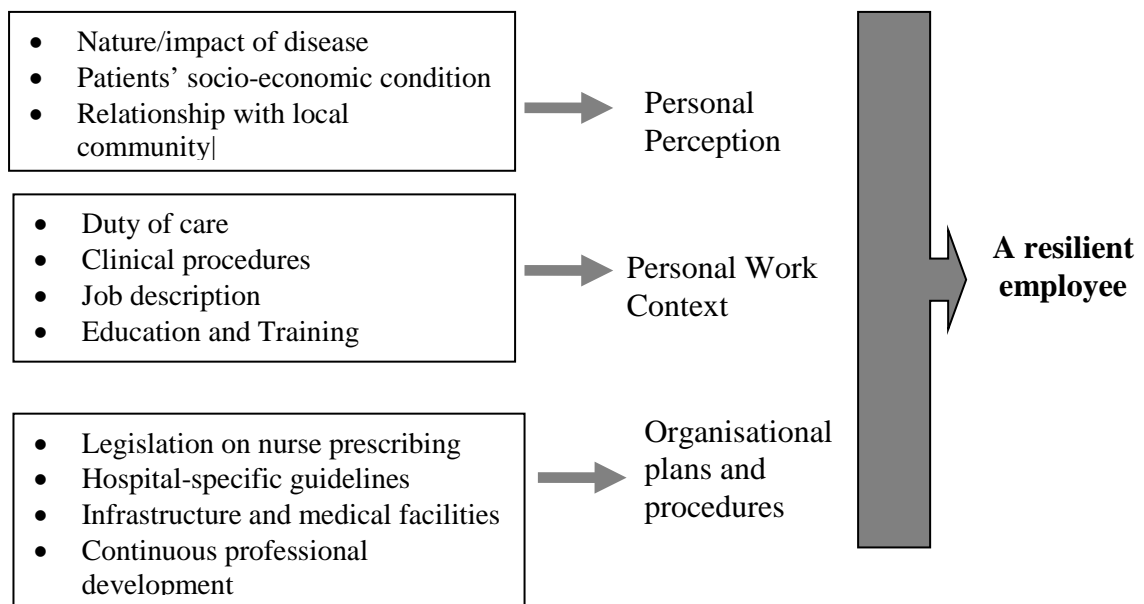 • Nature/impact of disease
• Patients’ socio-economic condition
• Relationship with local
community|
Personal
Perception
• Duty of care
• Clinical procedures
• Job description
• Education and Training
Personal Work
Context
• Legislation on nurse prescribing
• Hospital-specific guidelines
• Infrastructure and medical facilities
• Continuous professional
development
Organisational
plans and
procedures
A resilient
employee